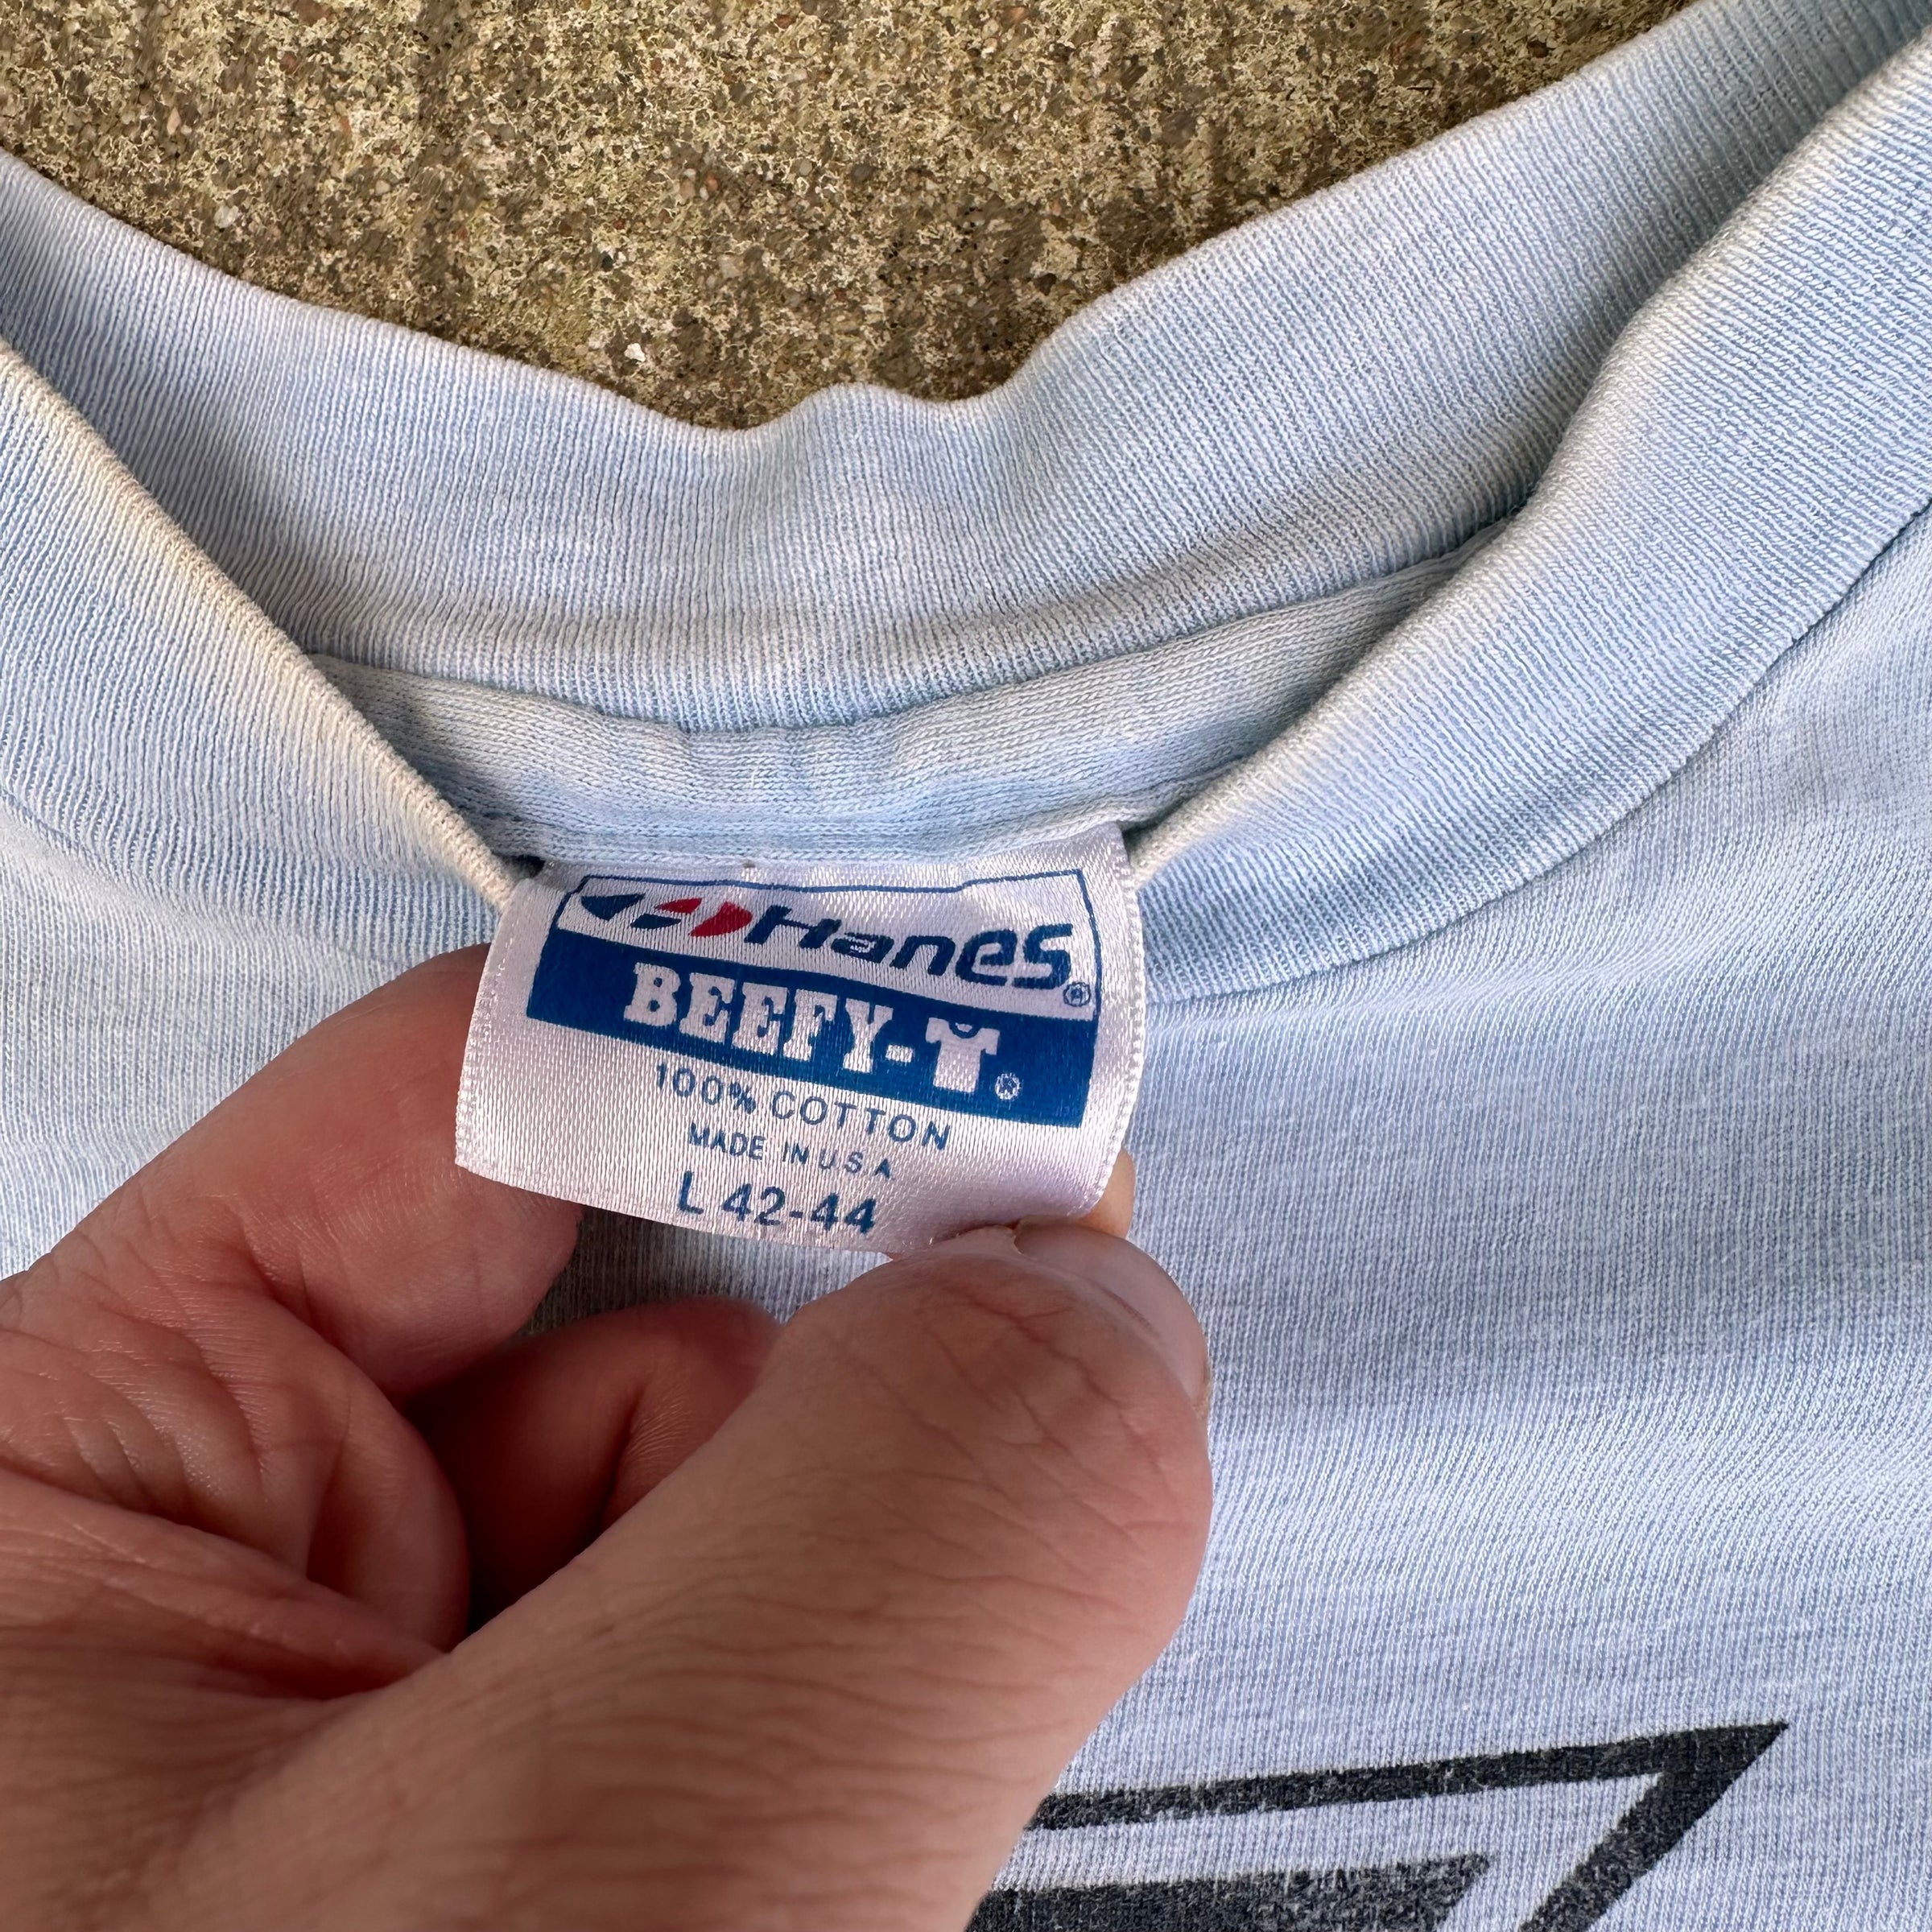 Hanes®
BEEFY-T®
100% COTTON
MADE IN USA
L 42-44